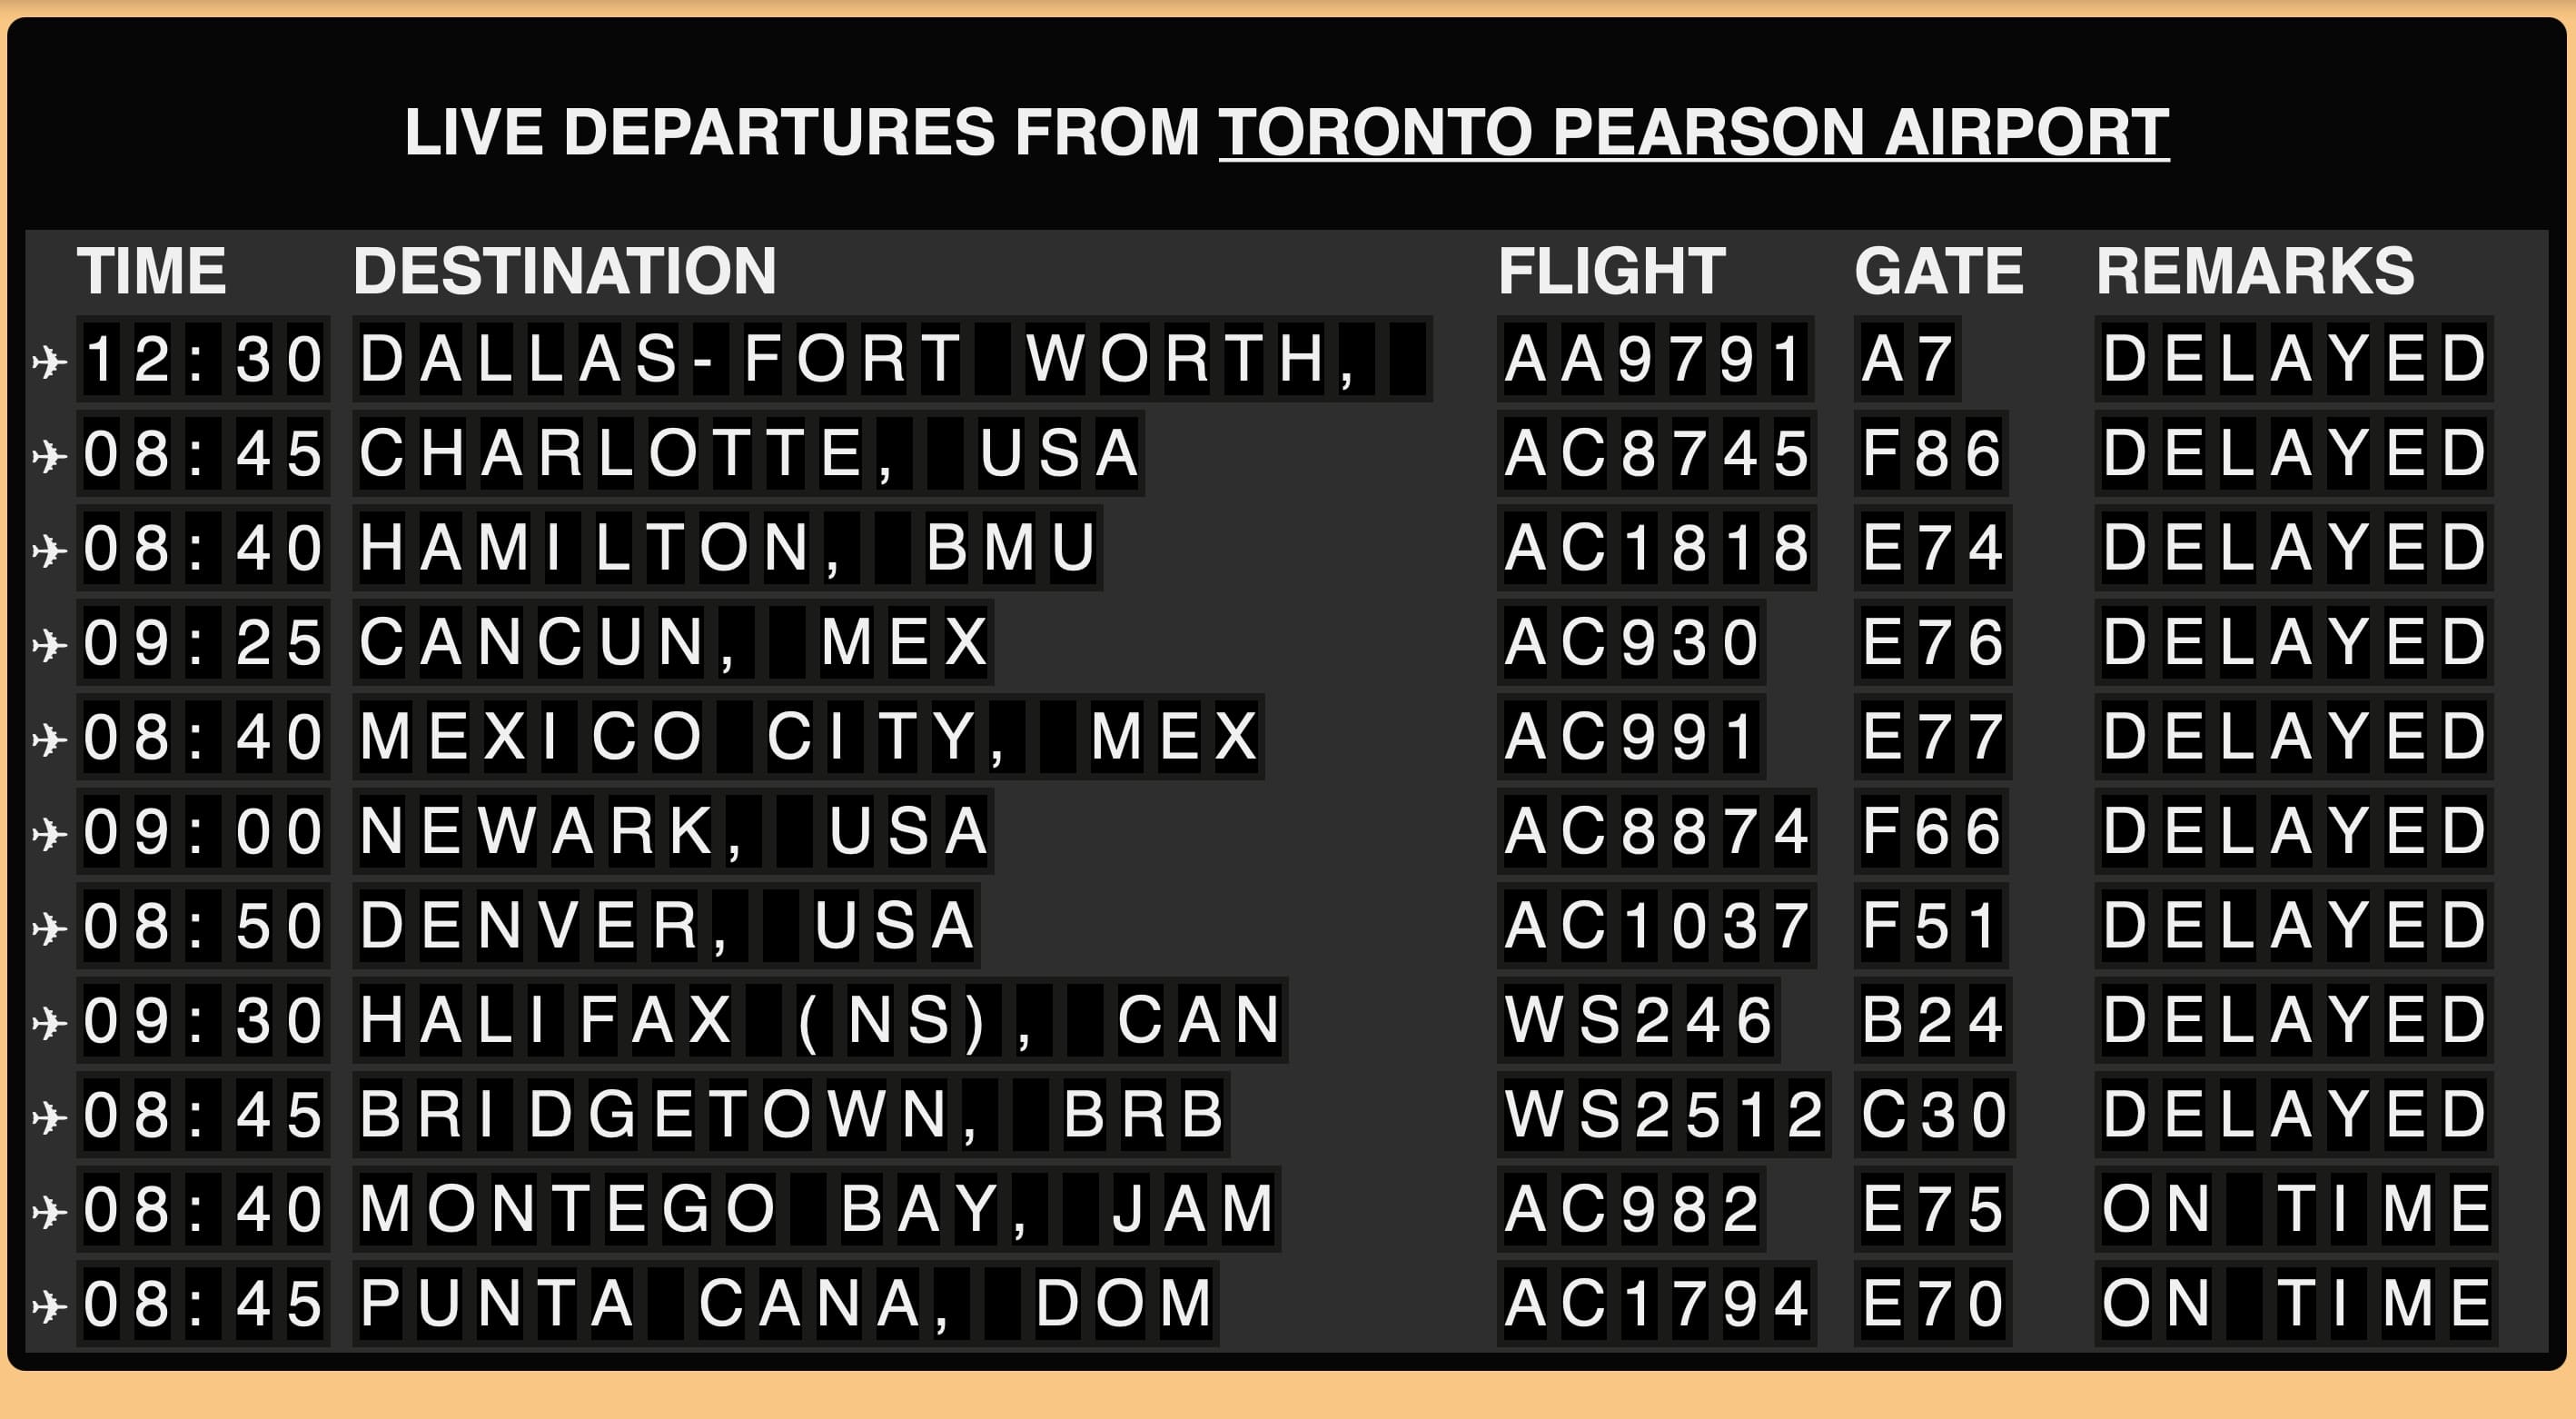 LIVE DEPARTURES FROM TORONTO PEARSON AIRPORT
TIME DESTINATION FLIGHT GATE REMARKS
12:30 DALLAS-FORT WORTH, AA9791 A7 DELAYED
08:45 CHARLOTTE, USA AC8745 F86 DELAYED
08:40 HAMILTON, BMU AC1818 E74 DELAYED
09:25 CANCUN, MEX AC930 E76 DELAYED
08:40 MEXICO CITY, MEX AC991 E77 DELAYED
09:00 NEWARK, USA AC8874 F66 DELAYED
08:50 DENVER, USA AC1037 F51 DELAYED
09:30 HALIFAX (NS), CAN WS246 B24 DELAYED
08:45 BRIDGETOWN, BRB WS2512 C30 DELAYED
08:40 MONTEGO BAY, JAM AC982 E75 ON TIME
08:45 PUNTA CANA, DOM AC1794 E70 ON TIME